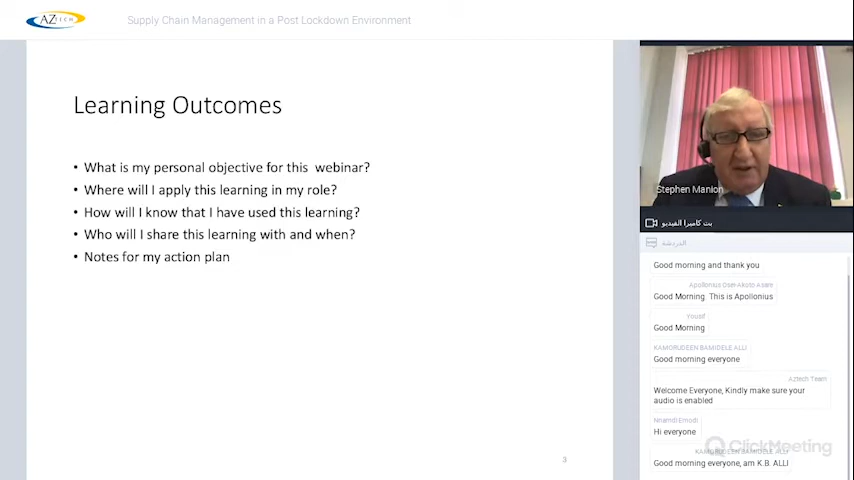 AZTECH
Supply Chain Management in a Post Lockdown Environment
Learning Outcomes
• What is my personal objective for this webinar?
• Where will I apply this learning in my role?
• How will I know that I have used this learning?
• Who will I share this learning with and when?
• Notes for my action plan
3
Stephen Manion
بث كاميرا الفيديو
الدردشة
Good morning and thank you
Apollonius Osei-Akoto Asare
Good Morning This is Apollonius
Yousif
Good Morning
KAMORUDEEN BAMIDELE ALLI
Good morning everyone
Aztech Team
Welcome Everyone, Kindly make sure your
audio is enabled
Nnamdi Emodi
Hi everyone
KAMORUDEEN BAMIDELE ALLI
Good morning everyone, am K.B. ALLI
ClickMeeting